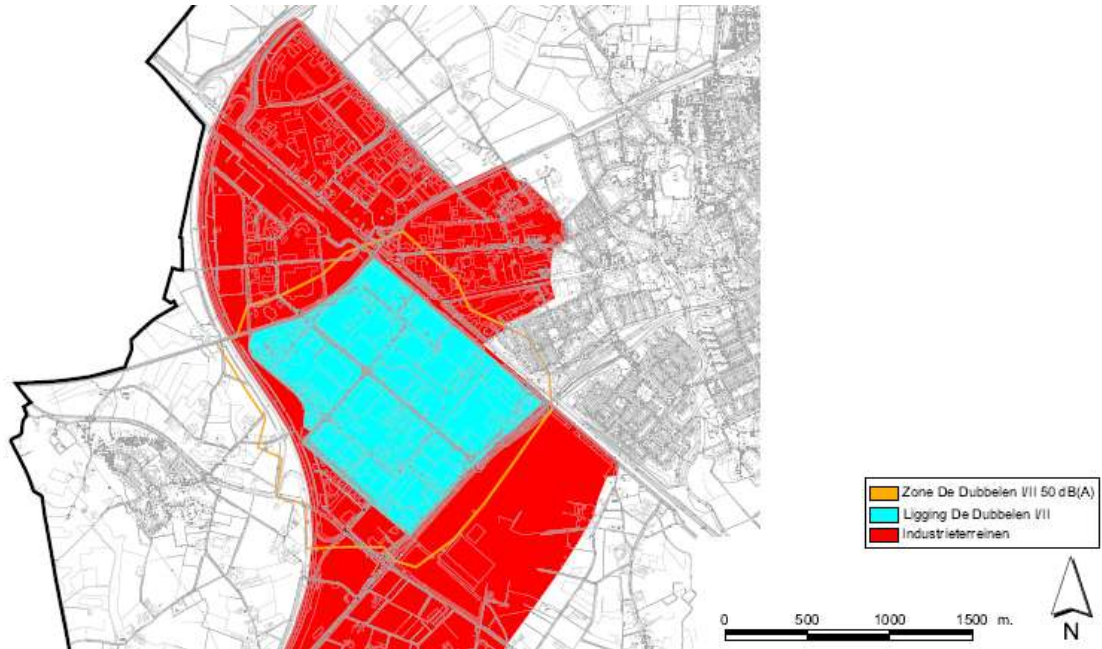 Zone De Dubbelen I/II 50 dB(A)
Ligging De Dubbelen I/II
Industrieterreinen
0 500 1000 1500 m.
N